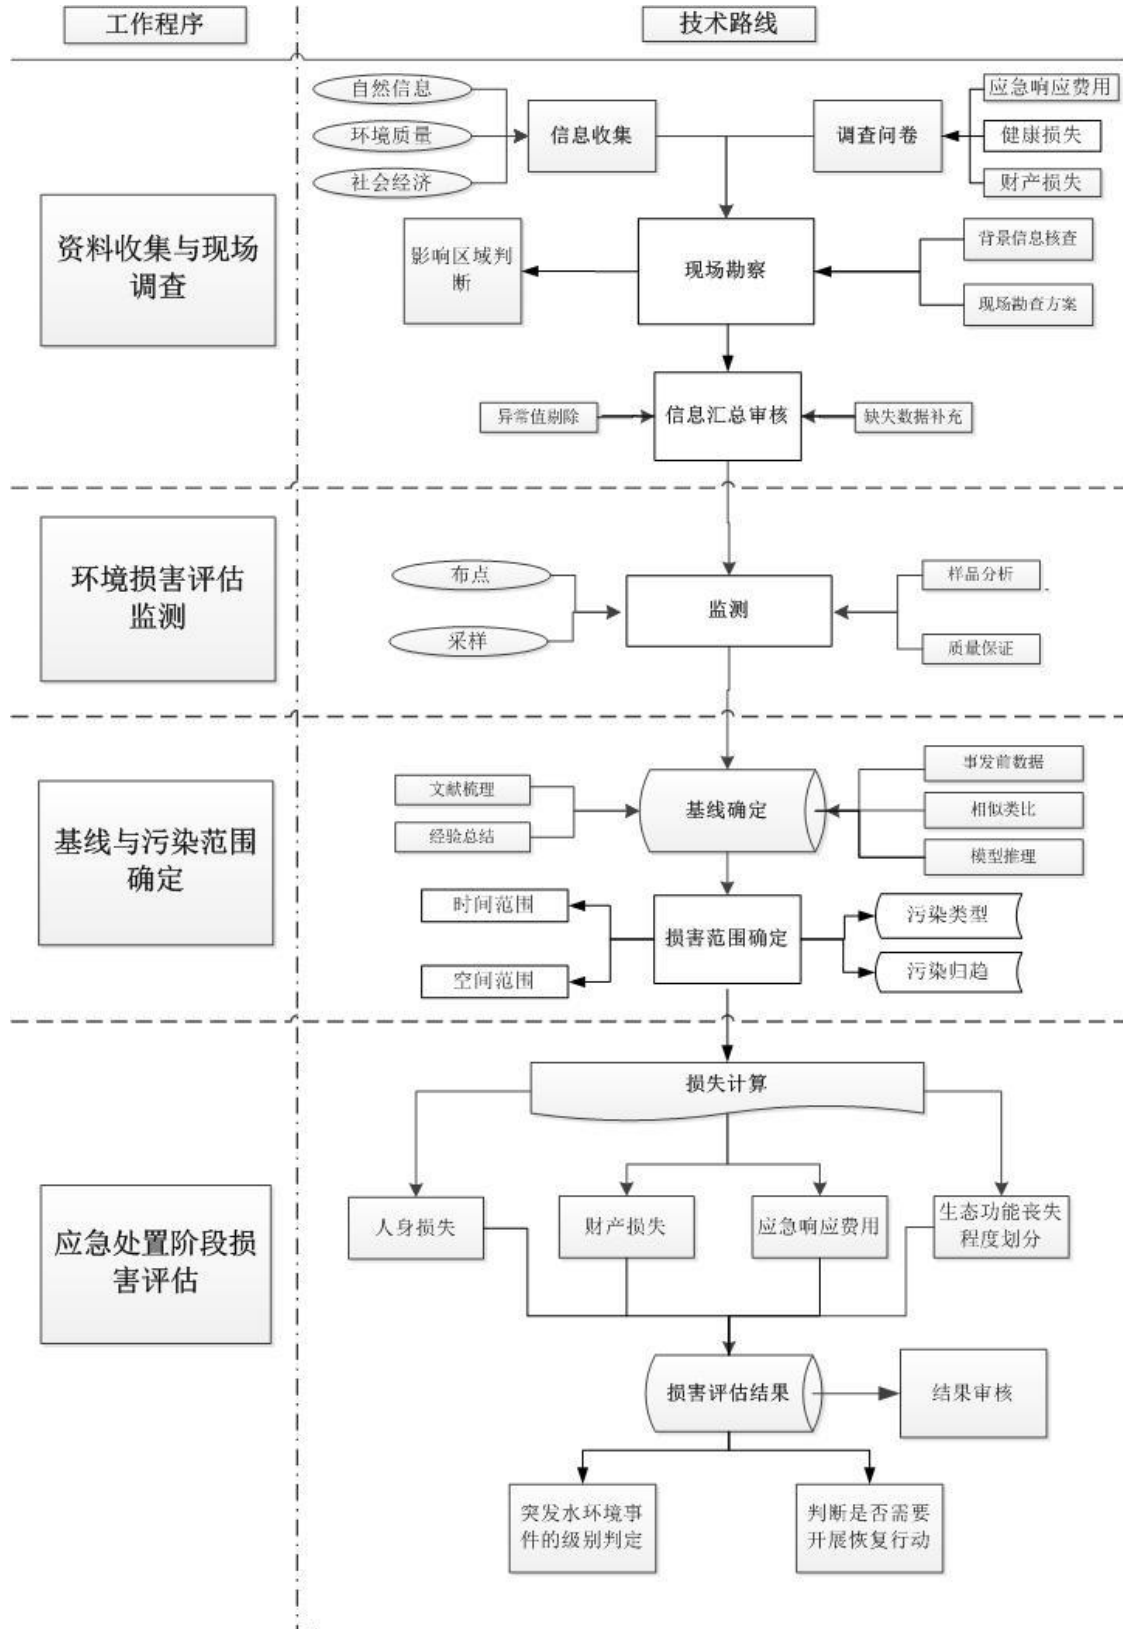 工作程序
技术路线
自然信息
环境质量
社会经济
信息收集
调查问卷
应急响应费用
健康损失
财产损失
资料收集与现场
调查
影响区域判
断
现场勘察
背景信息核查
现场勘查方案
异常值剔除
信息汇总审核
缺失数据补充
环境损害评估
监测
布点
采样
监测
样品分析
质量保证
基线与污染范围
确定
文献梳理
经验总结
基线确定
事发前数据
相似类比
模型推理
时间范围
空间范围
损害范围确定
污染类型
污染归趋
应急处置阶段损
害评估
损失计算
人身损失
财产损失
应急响应费用
生态功能丧失
程度划分
损害评估结果
结果审核
突发水环境事
件的级别判定
判断是否需要
开展恢复行动